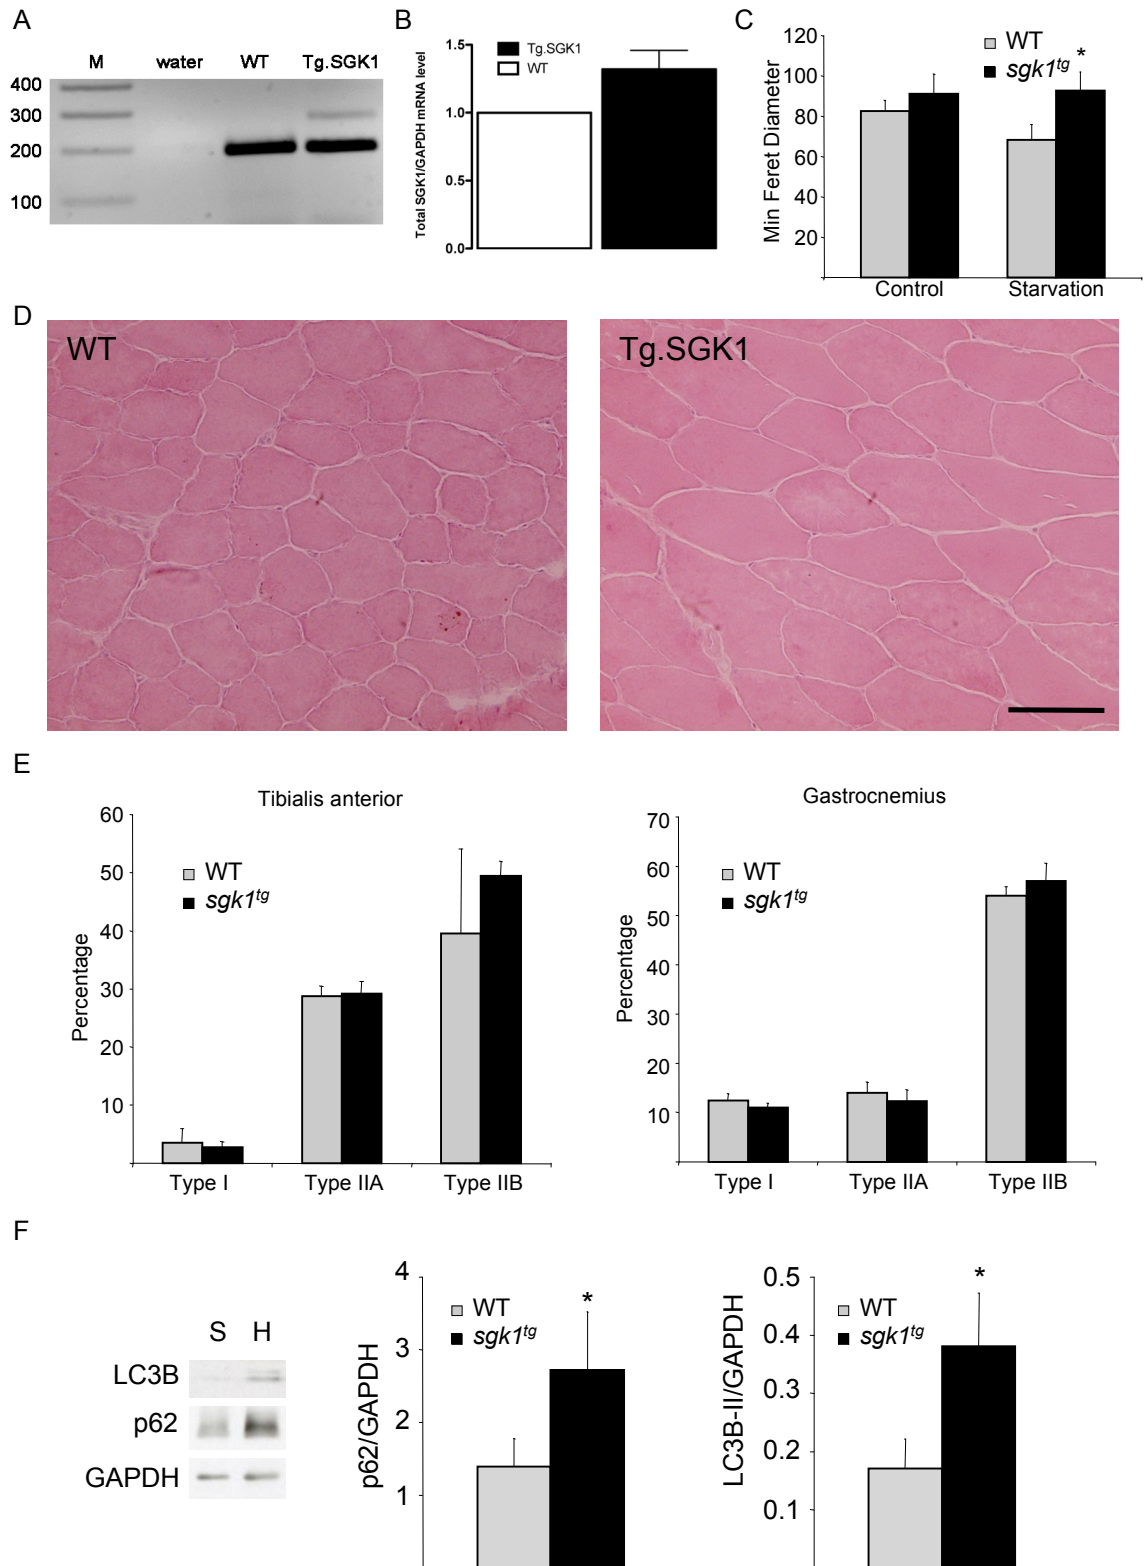 A
M water WT Tg.SGK1
400
300
200
100
B
Total SGK1/GAPDH mRNA level
1.5
1.0
0.5
0.0
Tg.SGK1
WT
C
Min Feret Diameter
120
100
80
60
40
20
WT
sgk1tg
*
Control Starvation
D
WT
Tg.SGK1
E
Tibialis anterior
Percentage
60
50
40
30
20
10
WT
sgk1tg
Type I Type IIA Type IIB
Gastrocnemius
Percentage
70
60
50
40
30
20
10
WT
sgk1tg
Type I Type IIA Type IIB
F
S H
LC3B
p62
GAPDH
p62/GAPDH
4
3
2
1
WT
sgk1tg
*
LC3B-II/GAPDH
0.5
0.4
0.3
0.2
0.1
WT
sgk1tg
*